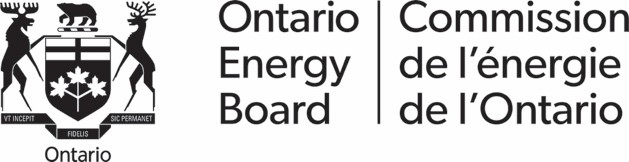 VT INCEPIT
FIDELIS
SIC PERMANET
Ontario
Ontario
Energy
Board
Commission
de l'énergie
de l'Ontario